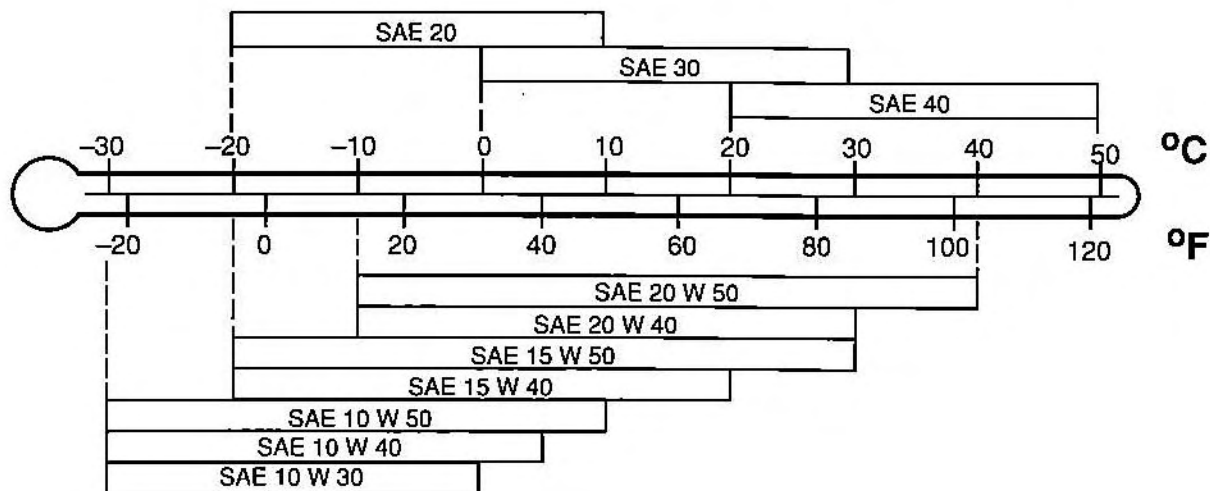 SAE 20
SAE 30
SAE 40
–30 –20 –10 0 10 20 30 40 50 °C
–20 0 20 40 60 80 100 120 °F
SAE 20 W 50
SAE 20 W 40
SAE 15 W 50
SAE 15 W 40
SAE 10 W 50
SAE 10 W 40
SAE 10 W 30